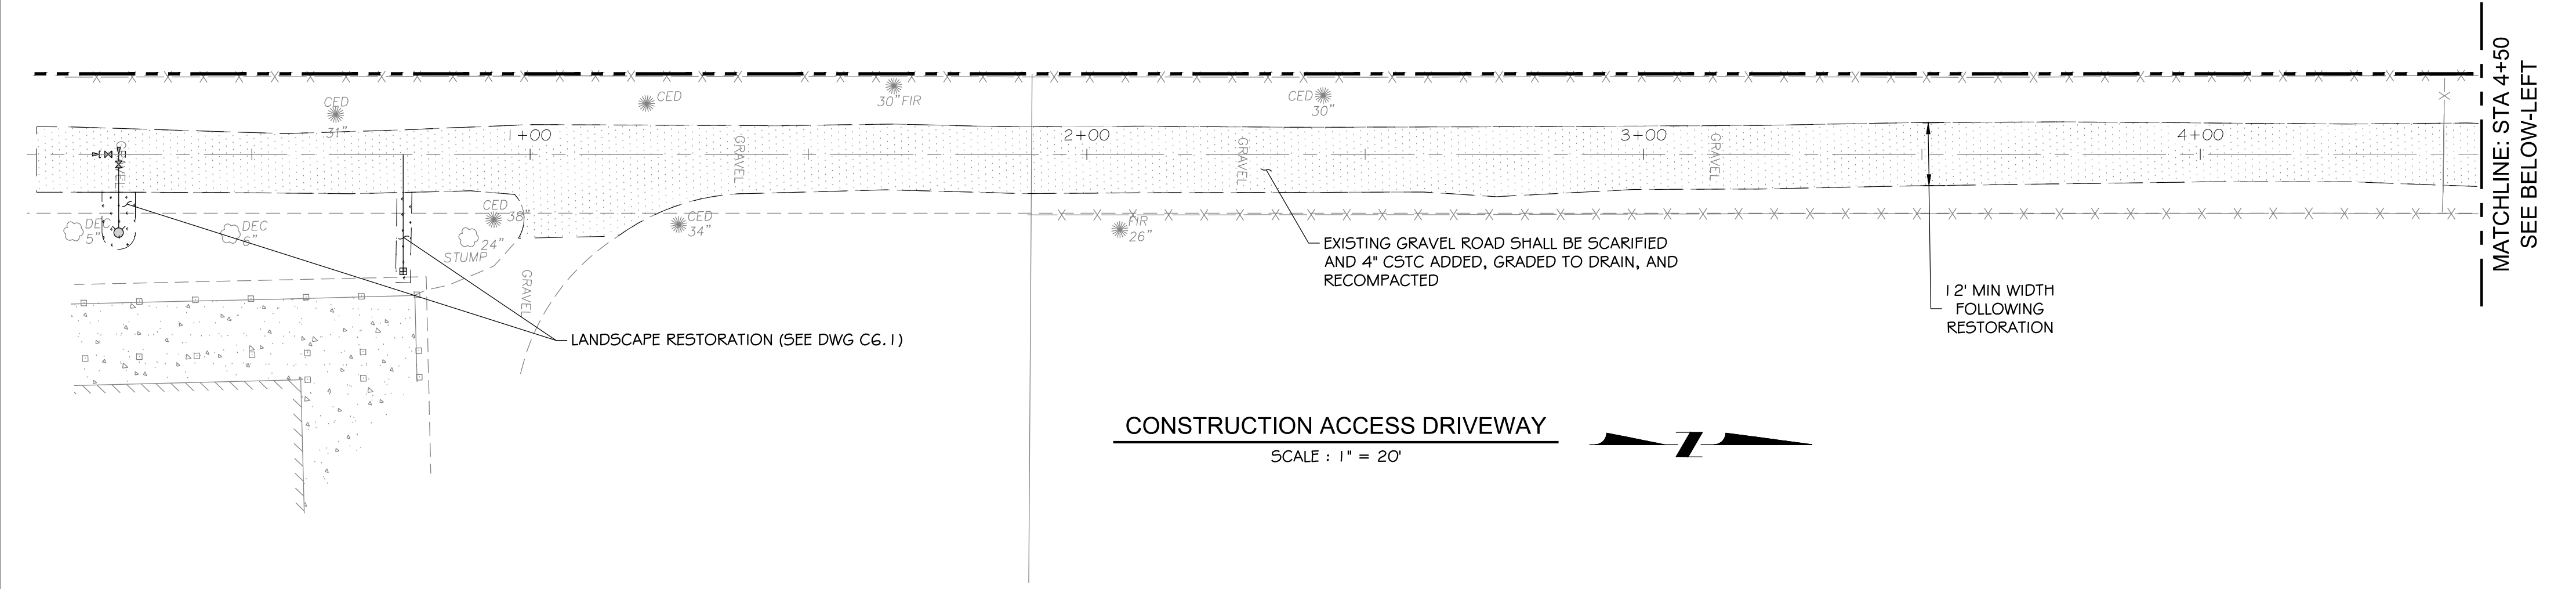 MATCHLINE: STA 4+50
SEE BELOW-LEFT
CED
31"
CED
30"FIR
CED
30"
1+00
2+00
3+00
4+00
GRAVEL
GRAVEL
GRAVEL
GRAVEL
DEC
5"
DEC
6"
CED
38"
24"
STUMP
CED
34"
FIR
26"
GRAVEL
EXISTING GRAVEL ROAD SHALL BE SCARIFIED
AND 4" CSTC ADDED, GRADED TO DRAIN, AND
RECOMPACTED
12' MIN WIDTH
FOLLOWING
RESTORATION
LANDSCAPE RESTORATION (SEE DWG C6.1)
CONSTRUCTION ACCESS DRIVEWAY
SCALE : 1" = 20'
Z